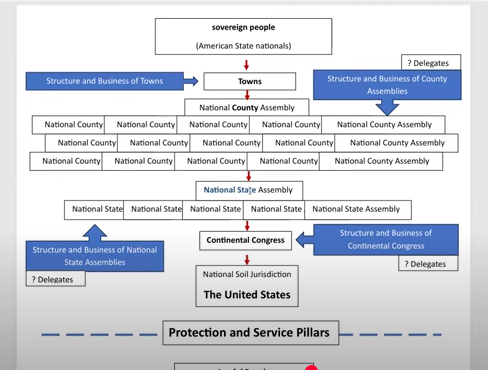 sovereign people
(American State nationals)
? Delegates
Structure and Business of Towns
Towns
Structure and Business of County
Assemblies
National County Assembly
National County National County National County National County National County Assembly
National County National County National County National County National County Assembly
National County National County National County National County National County Assembly
National State Assembly
National State National State National State National State National State Assembly
Structure and Business of National
State Assemblies
? Delegates
Continental Congress
Structure and Business of
Continental Congress
? Delegates
National Soil Jurisdiction
The United States
Protection and Service Pillars